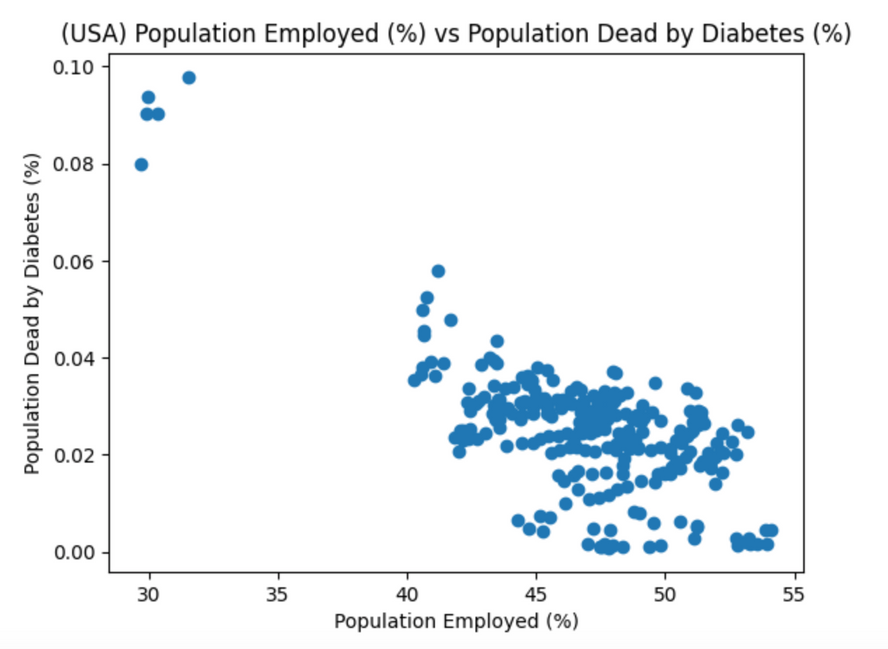 (USA) Population Employed (%) vs Population Dead by Diabetes (%)
Population Dead by Diabetes (%)
0.10
0.08
0.06
0.04
0.02
0.00
30 35 40 45 50 55
Population Employed (%)